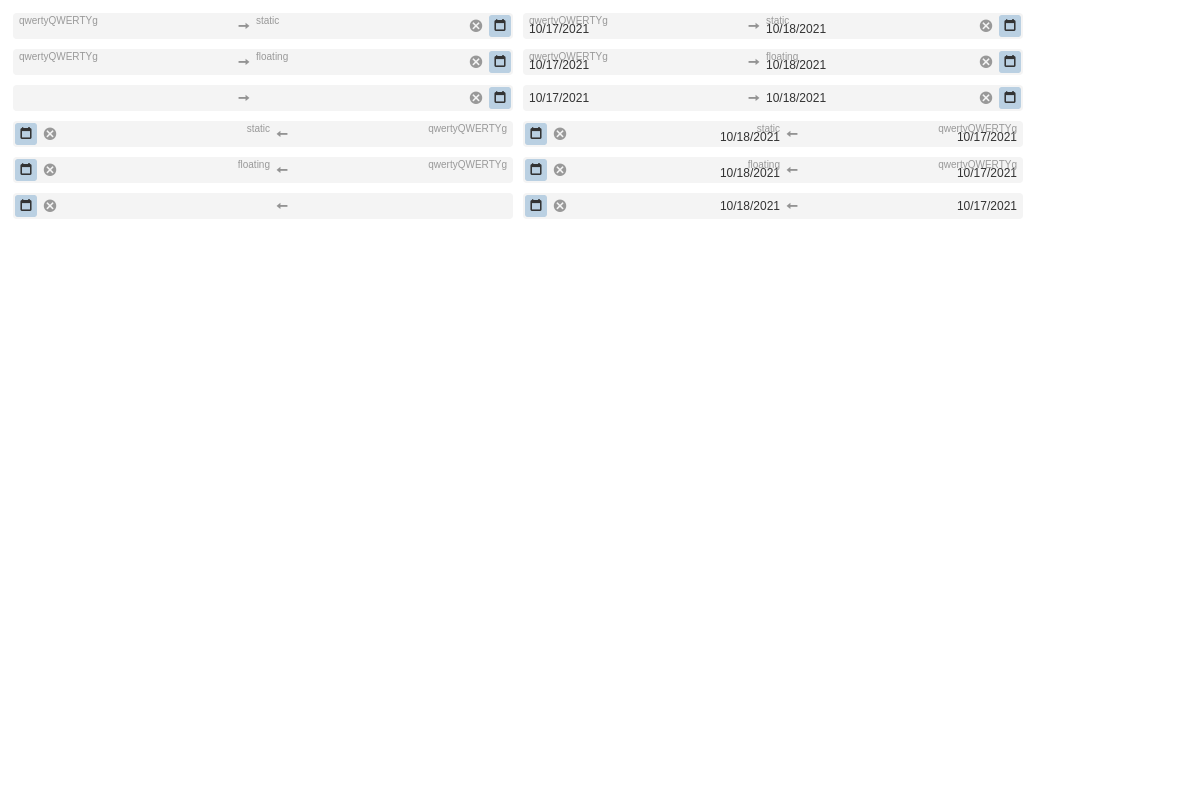 qwertyQWERTYg static qwertyQWERTYg static
10/17/2021 10/18/2021
qwertyQWERTYg floating qwertyQWERTYg floating
10/17/2021 10/18/2021
10/17/2021 10/18/2021
static qwertyQWERTYg static qwertyQWERTYg
10/18/2021 10/17/2021
floating qwertyQWERTYg floating qwertyQWERTYg
10/18/2021 10/17/2021
10/18/2021 10/17/2021